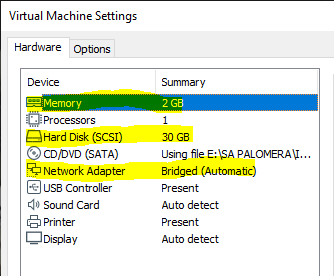 Virtual Machine Settings
Hardware Options
Device Summary
Memory 2 GB
Processors 1
Hard Disk (SCSI) 30 GB
CD/DVD (SATA) Using file E:\SA PALOMERA\I...
Network Adapter Bridged (Automatic)
USB Controller Present
Sound Card Auto detect
Printer Present
Display Auto detect